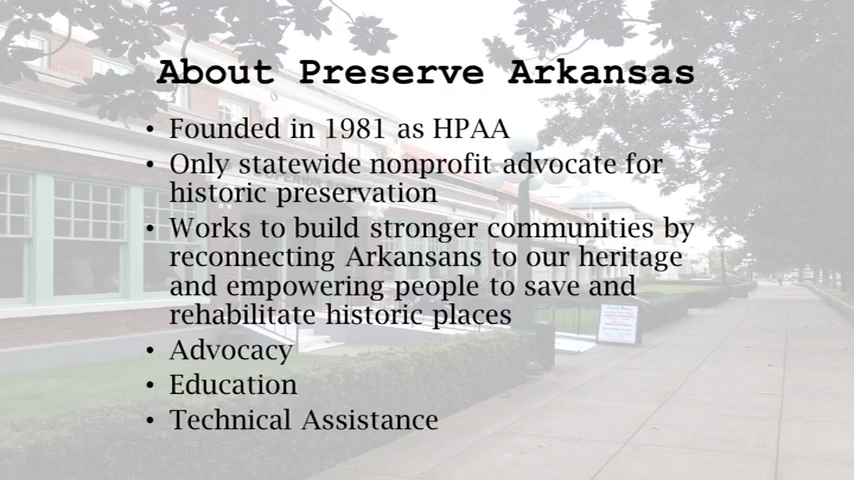 About Preserve Arkansas
• Founded in 1981 as HPAA
• Only statewide nonprofit advocate for
historic preservation
• Works to build stronger communities by
reconnecting Arkansans to our heritage
and empowering people to save and
rehabilitate historic places
• Advocacy
• Education
• Technical Assistance